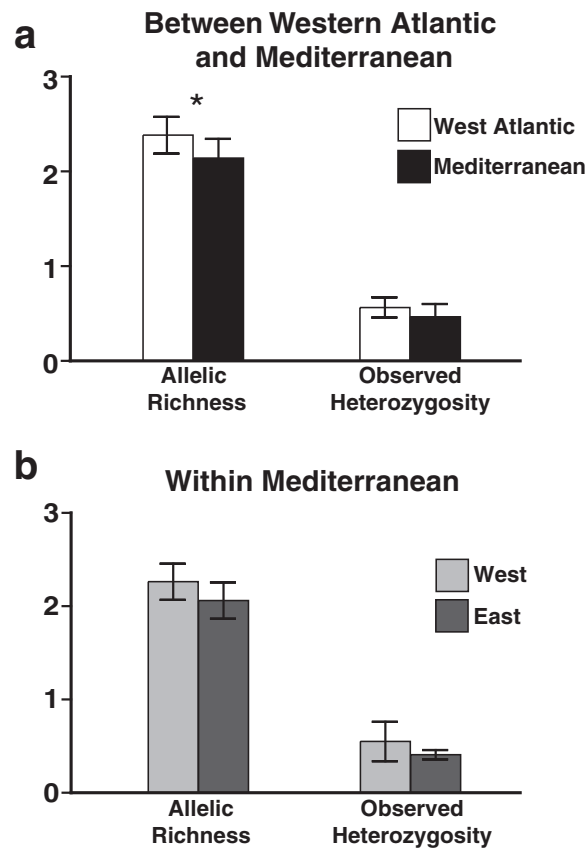 a
Between Western Atlantic
and Mediterranean
3
*
West Atlantic
Mediterranean
2
1
0
Allelic
Richness
Observed
Heterozygosity
b
Within Mediterranean
3
West
East
2
1
0
Allelic
Richness
Observed
Heterozygosity